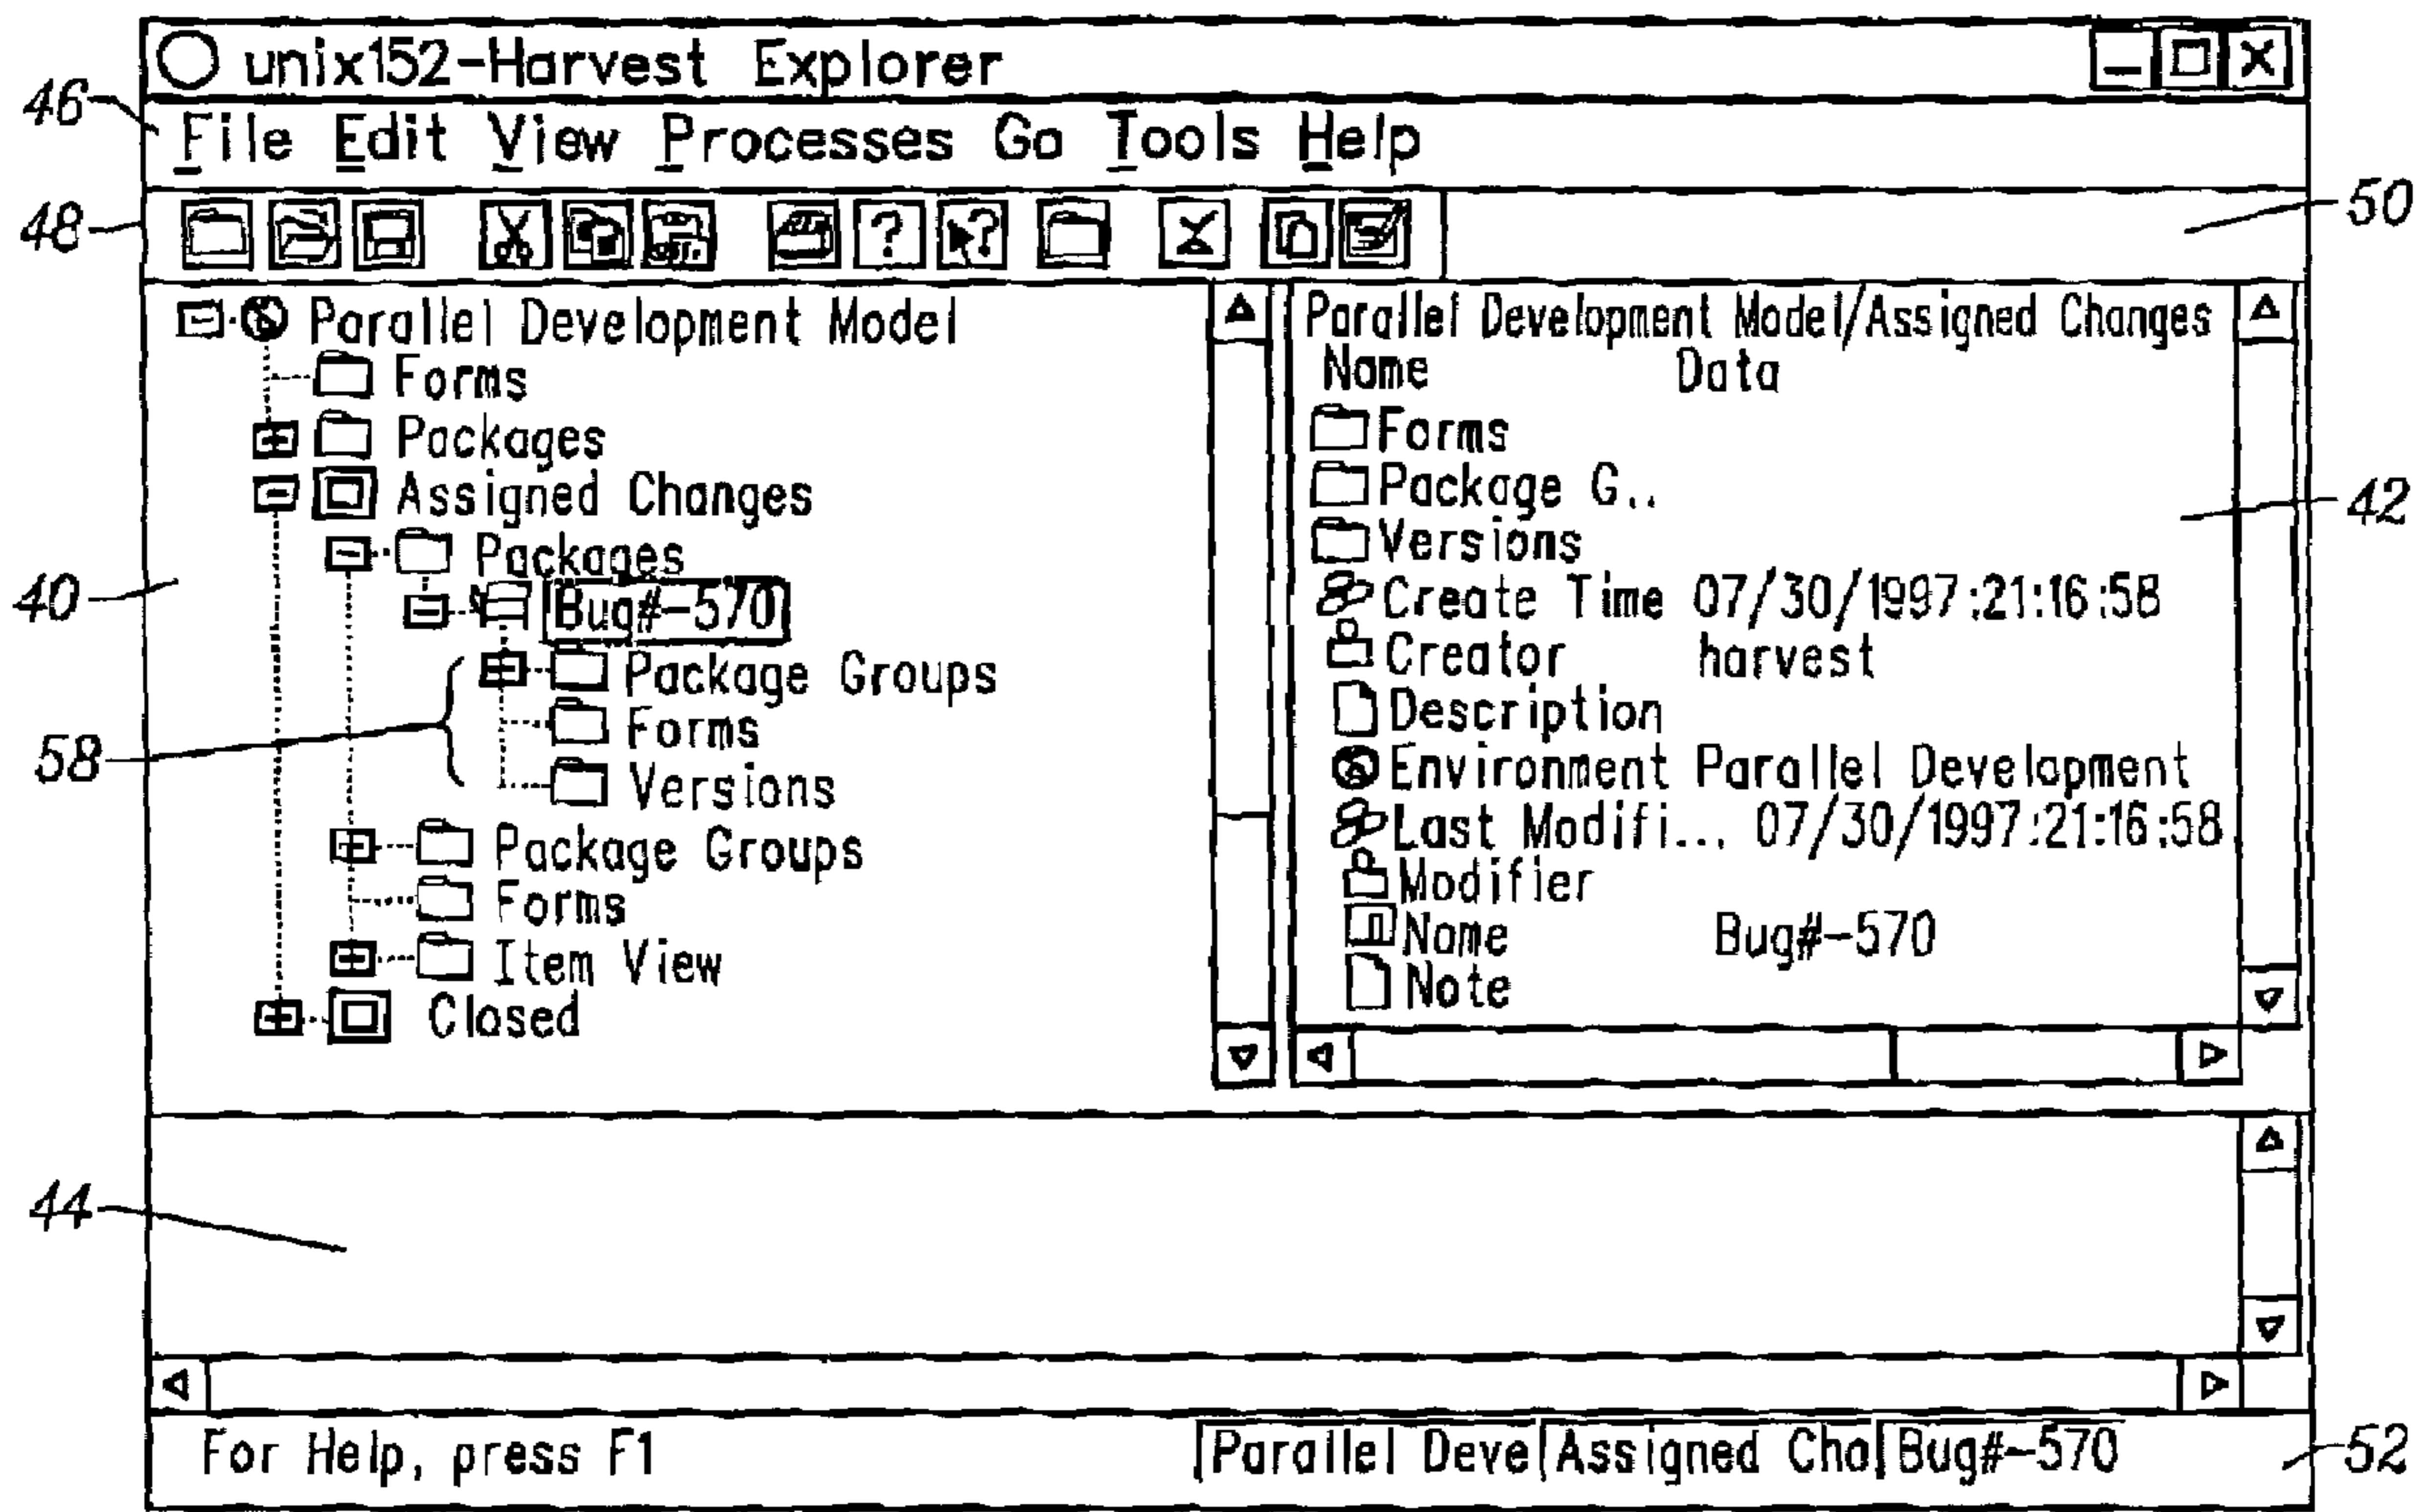 unix152-Harvest Explorer
46
File Edit View Processes Go Tools Help
48
50
Parallel Development Model
Forms
Packages
Assigned Changes
Packages
40
Bug#-570
Package Groups
58
Forms
Versions
Package Groups
Forms
Item View
Closed
Parallel Development Model/Assigned Changes
Name Data
Forms
Package G..
42
Versions
Create Time 07/30/1997:21:16:58
Creator harvest
Description
Environment Parallel Development
Last Modifi... 07/30/1997:21:16:58
Modifier
Name Bug#-570
Note
44
For Help, press F1 Parallel Deve Assigned Cha Bug#-570
52